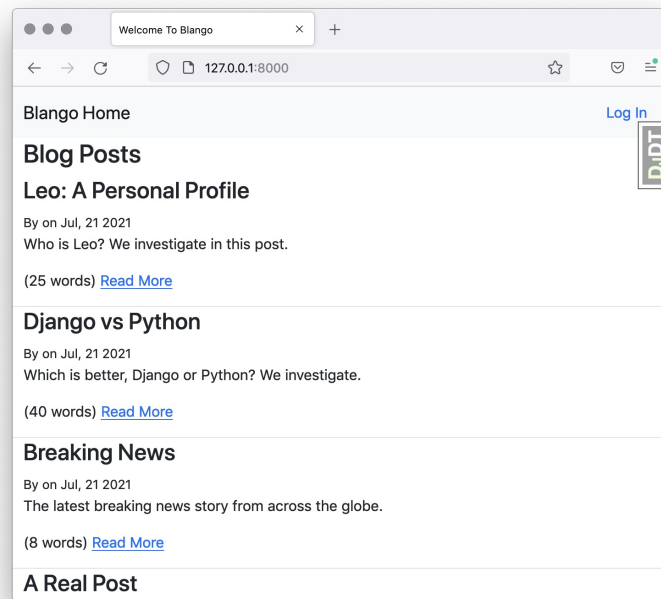 Welcome To Blango
127.0.0.1:8000
Blango Home
Log In
DjDT
Blog Posts
Leo: A Personal Profile
By on Jul, 21 2021
Who is Leo? We investigate in this post.
(25 words) Read More
Django vs Python
By on Jul, 21 2021
Which is better, Django or Python? We investigate.
(40 words) Read More
Breaking News
By on Jul, 21 2021
The latest breaking news story from across the globe.
(8 words) Read More
A Real Post